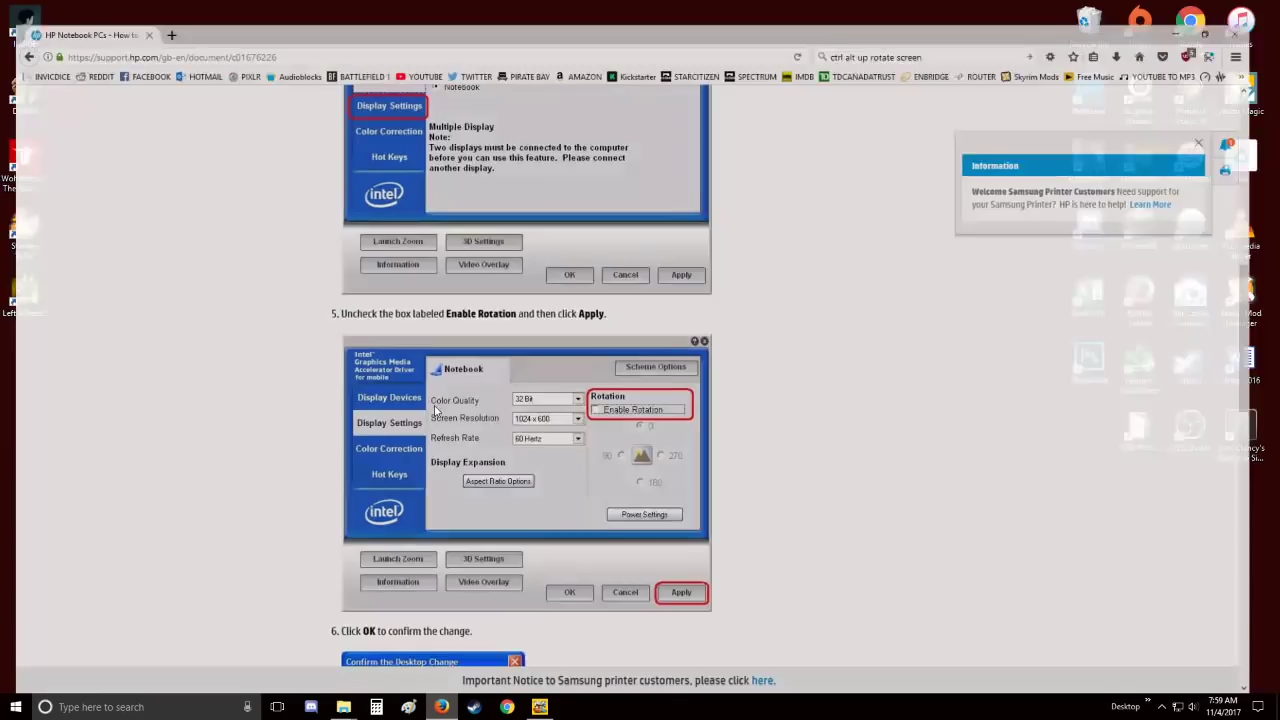 HP Notebook PCs - How to
https://support.hp.com/gb-en/document/c01676226
ctrl alt up rotate screen
INVICDICE REDDIT FACEBOOK HOTMAIL PIXLR Audioblocks BATTLEFIELD 1 YOUTUBE TWITTER PIRATE BAY AMAZON Kickstarter STARCITIZEN SPECTRUM IMDB TDCANADATRUST ENBRIDGE ROUTER Skyrim Mods Free Music YOUTUBE TO MP3
Notebook
Display Settings
Color Correction
Hot Keys
intel
Multiple Display
Note:
Two displays must be connected to the computer
before you can use this feature. Please connect
another display.
Launch Zoom
3D Settings
Information
Video Overlay
OK
Cancel
Apply
Information
Welcome Samsung Printer Customers Need support for
your Samsung Printer? HP is here to help! Learn More
5. Uncheck the box labeled Enable Rotation and then click Apply.
Intel
Graphics Media
Accelerator Driver
for mobile
Notebook
Scheme Options
Display Devices
Display Settings
Color Correction
Hot Keys
intel
Color Quality
32 Bit
Screen Resolution
1024 x 600
Refresh Rate
60 Hertz
Display Expansion
Aspect Ratio Options
Rotation
Enable Rotation
0
90
270
180
Power Settings
Launch Zoom
3D Settings
Information
Video Overlay
OK
Cancel
Apply
6. Click OK to confirm the change.
Confirm the Desktop Change
Important Notice to Samsung printer customers, please click here.
Type here to search
Desktop
7:59 AM
11/4/2017